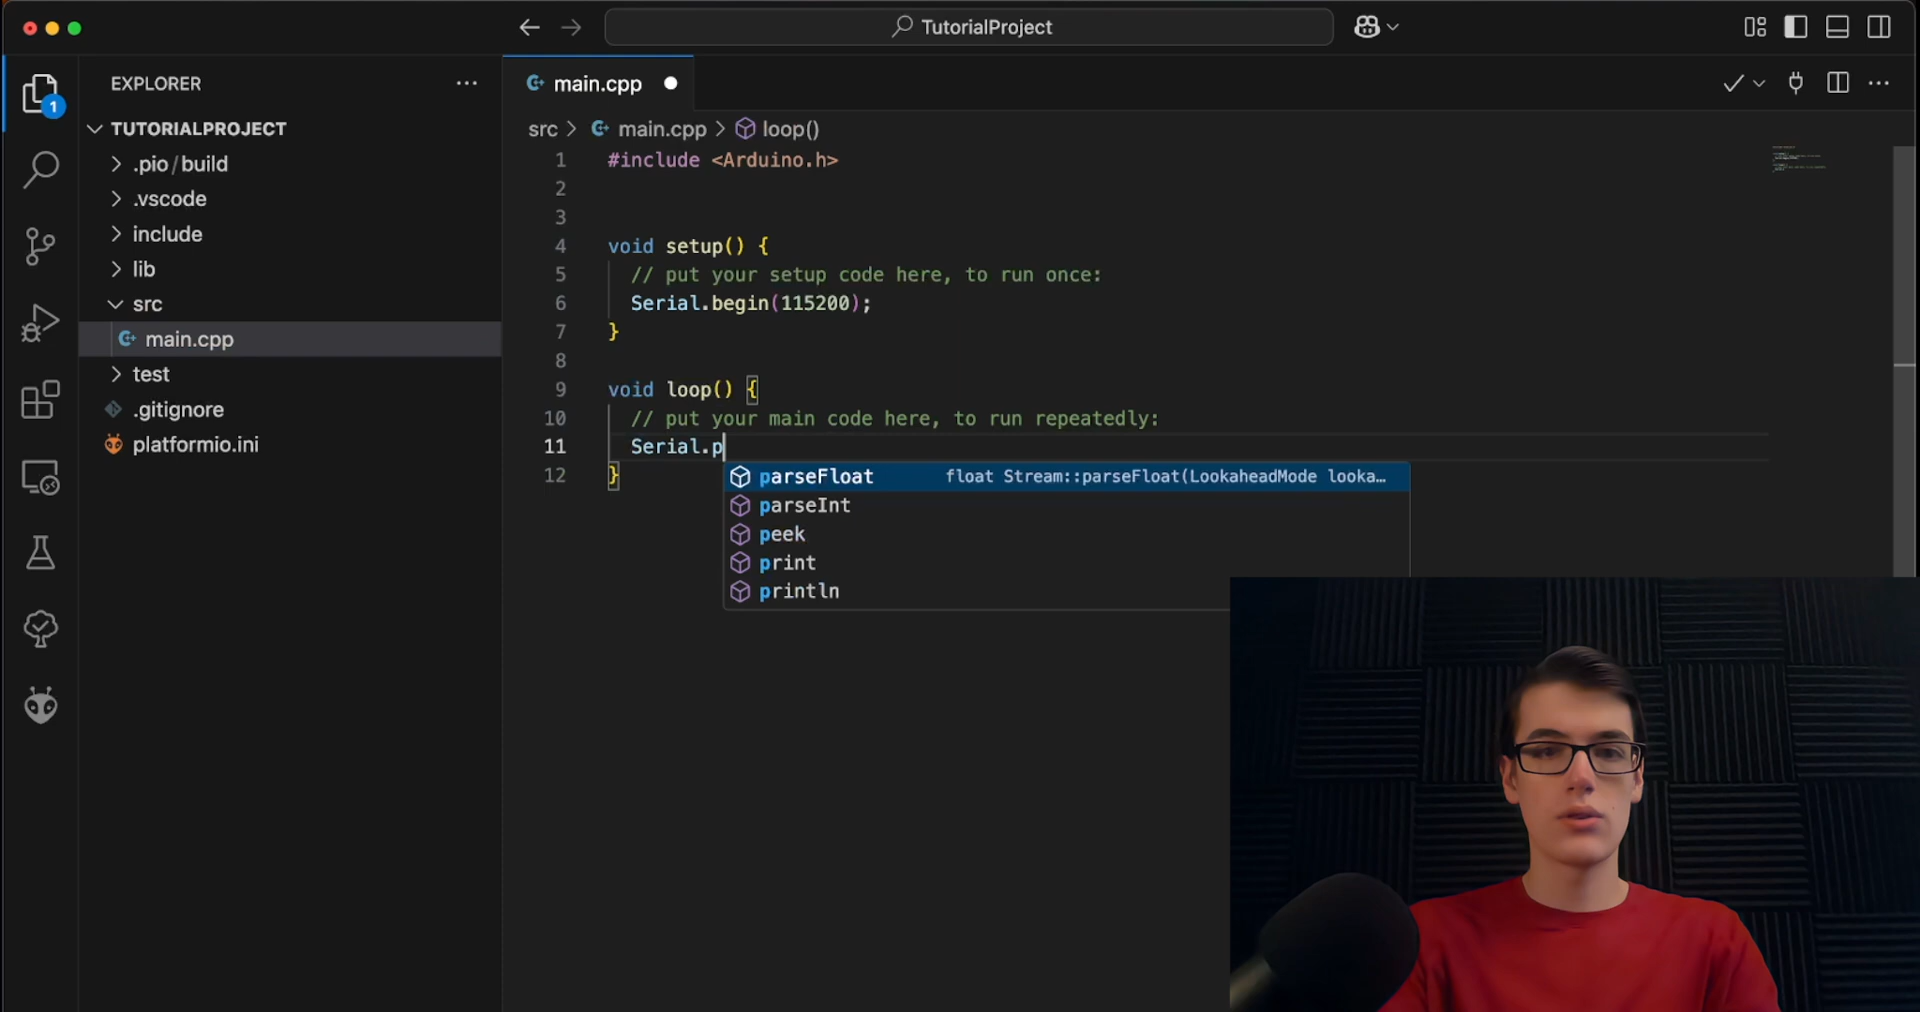 TutorialProject
EXPLORER
main.cpp
1
TUTORIALPROJECT
src > main.cpp > loop()
.pio / build
.vscode
include
lib
src
main.cpp
test
.gitignore
platformio.ini
1 #include <Arduino.h>
2
3
4 void setup() {
5 // put your setup code here, to run once:
6 Serial.begin(115200);
7 }
8
9 void loop() {
10 // put your main code here, to run repeatedly:
11 Serial.p
12 }
parseFloat float Stream::parseFloat(LookaheadMode looka…
parseInt
peek
print
println